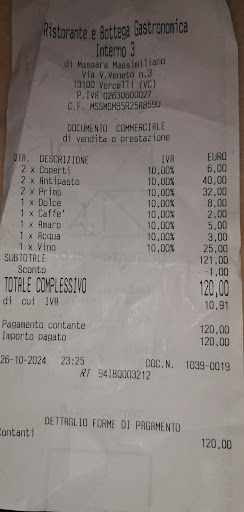 Ristorante e Bottega Gastronomica
Interno 3
di Massara Massimiliano
Via V.Veneto n.3
13100 Vercelli (VC)
P.IVA 02630600027
C.F. MSSMSM85R25A859U
DOCUMENTO COMMERCIALE
di vendita o prestazione
QTA. DESCRIZIONE IVA EURO
2 x Coperti 10,00% 6,00
2 x Antipasto 10,00% 40,00
2 x Primo 10,00% 32,00
1 x Dolce 10,00% 8,00
1 x Caffe' 10,00% 2,00
1 x Amaro 10,00% 5,00
1 x Acqua 10,00% 3,00
1 x Vino 10,00% 25,00
SUBTOTALE 121,00
Sconto -1,00
TOTALE COMPLESSIVO 120,00
di cui IVA 10,91
Pagamento contante 120,00
Importo pagato 120,00
26-10-2024 23:25 DOC.N. 1039-0019
RT 94IBQ003212
DETTAGLIO FORME DI PAGAMENTO
Contanti 120,00